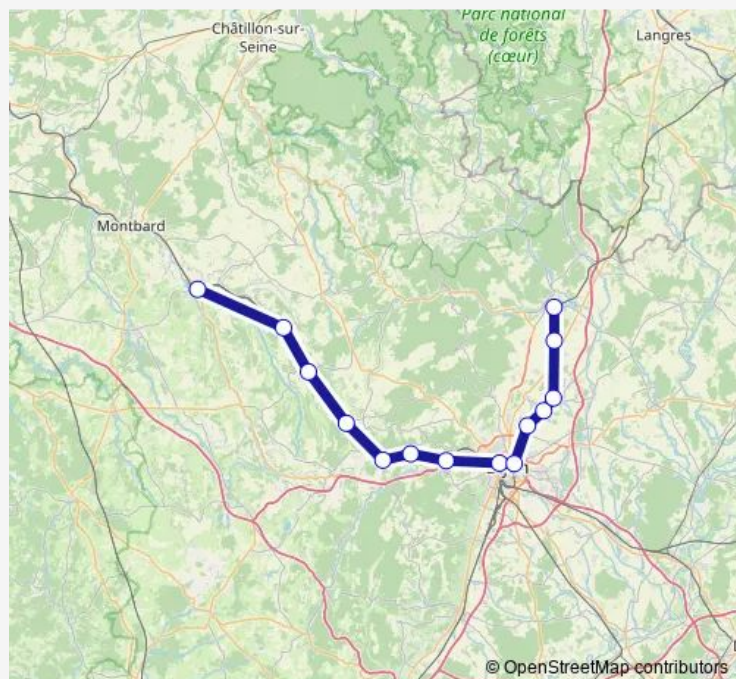 Parc national
de forêts
(cœur)
Châtillon-sur-
Seine
Langres
Montbard
© OpenStreetMap contributors